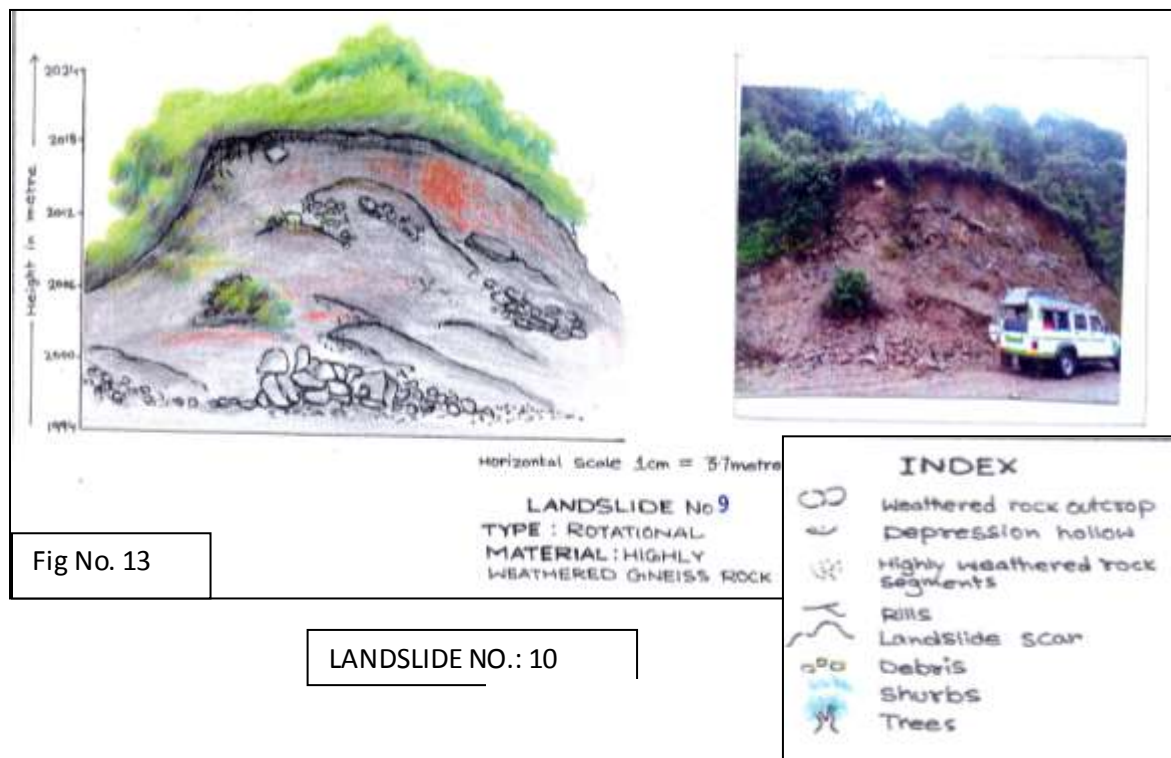 Height in metre
2024
2018
2012
2006
2000
1994
Horizontal Scale 1cm = 3.7metre
LANDSLIDE No 9
TYPE : ROTATIONAL
MATERIAL : HIGHLY
WEATHERED GNEISS ROCK
Fig No. 13
INDEX
Weathered rock outcrop
Depression hollow
Highly weathered rock
segments
Rills
Landslide scar
Debris
Shurbs
Trees
LANDSLIDE NO.: 10